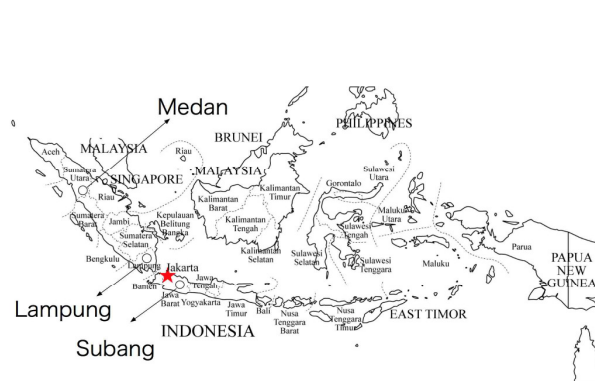 Medan
PHILIPPINES
BRUNEI
Aceh
MALAYSIA
Riau
Sumatera
Utara
SINGAPORE
MALAYSIA
Gorontalo
Sulawesi
Utara
Riau
Kalimantan
Timur
Kalimantan
Barat
Sumatera
Barat
Jambi
Kepulauan
Belitung
Bangka
Kalimantan
Tengah
Maluku
Utara
Sulawesi
Tengah
Sumatera
Selatan
Bengkulu
Kalimantan
Selatan
Sulawesi
Selatan
Sulawesi
Tenggara
Maluku
Parua
PAPUA
NEW
GUINEA
Lampung
Jakarta
Banten
Jawa
Tengah
Jawa
Barat
Yogyakarta
Jawa
Timur
Bali
Nusa
Tenggara
Barat
Nusa
Tenggara
Timur
EAST TIMOR
Lampung
INDONESIA
Subang